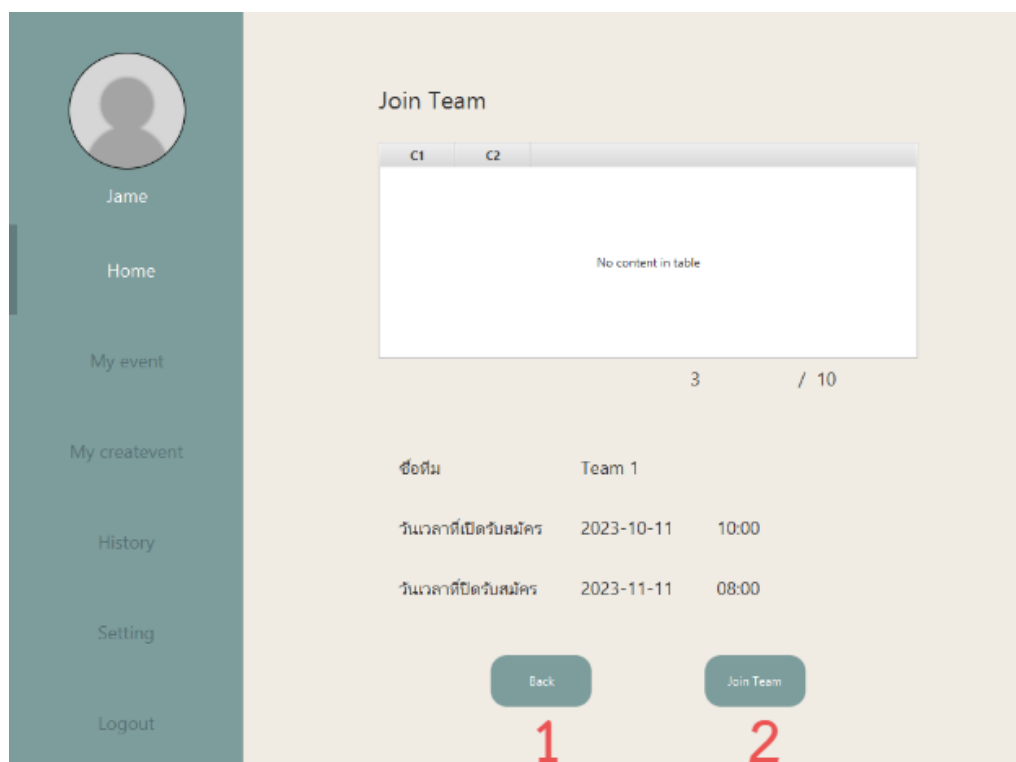 Jame
Home
My event
My createvent
History
Setting
Logout
Join Team
C1 C2
No content in table
3 / 10
ชื่อทีม Team 1
วันเวลาที่เปิดรับสมัคร 2023-10-11 10:00
วันเวลาที่ปิดรับสมัคร 2023-11-11 08:00
Back Join Team
1 2